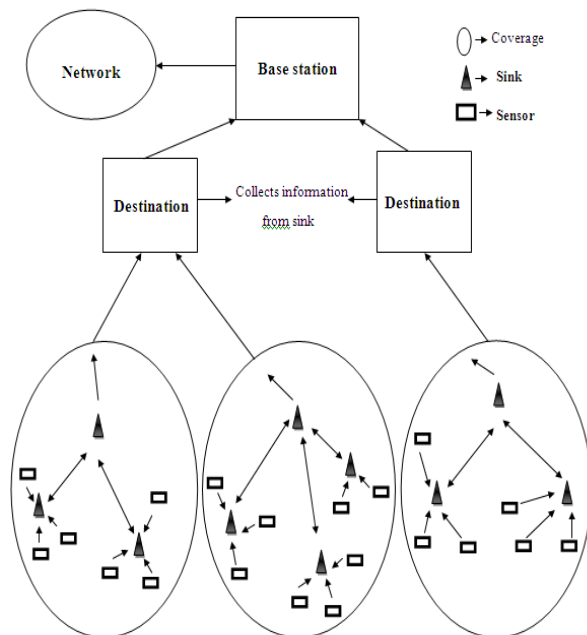 Coverage
Network
Base station
Sink
Sensor
Destination
Collects information
from sink
Destination